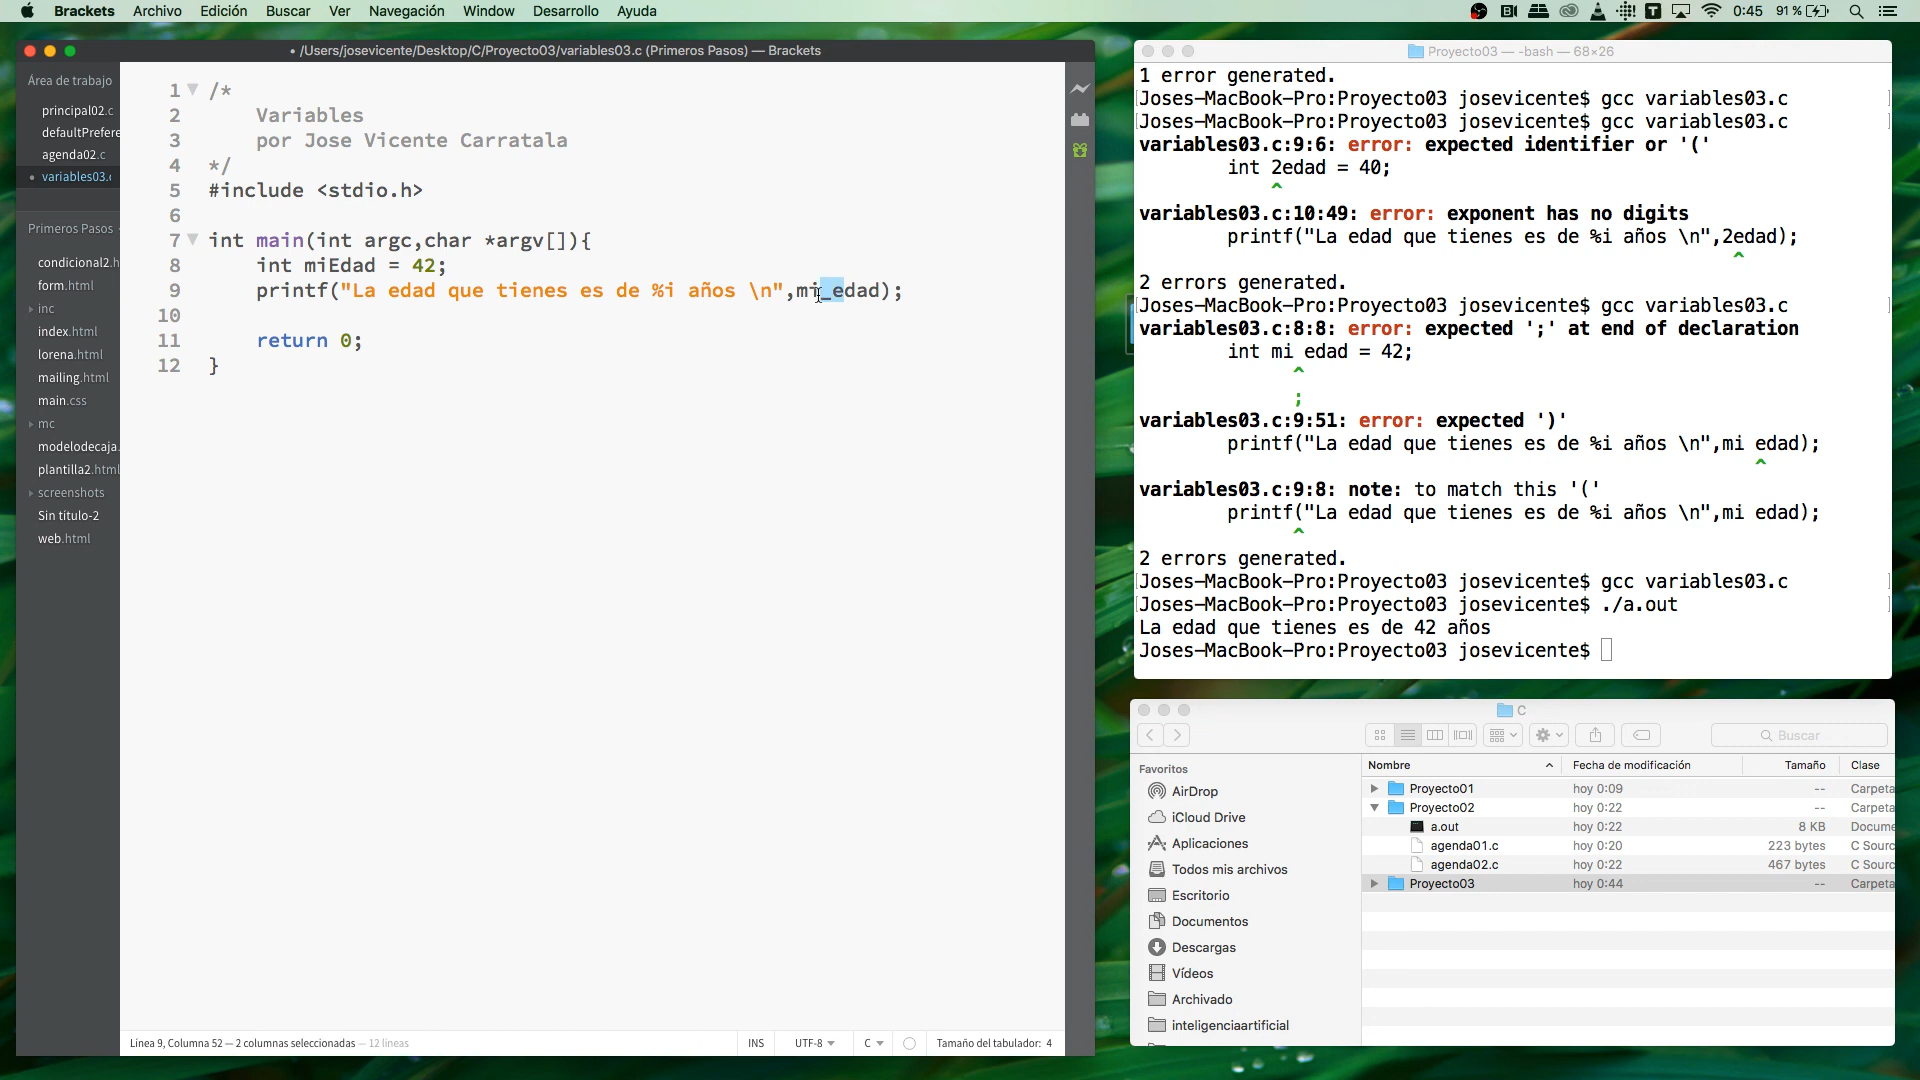 Brackets Archivo Edición Buscar Ver Navegación Window Desarrollo Ayuda
0:45 91 %
• /Users/josevicente/Desktop/C/Proyecto03/variables03.c (Primeros Pasos) — Brackets
Área de trabajo
principal02.c
defaultPrefere
agenda02.c
• variables03.c
Primeros Pasos
condicional2.h
form.html
inc
index.html
lorena.html
mailing.html
main.css
mc
modelodecaja.
plantilla2.html
screenshots
Sin título-2
web.html
1 /*
2 Variables
3 por Jose Vicente Carratala
4 */
5 #include <stdio.h>
6
7 int main(int argc,char *argv[]){
8 int miEdad = 42;
9 printf("La edad que tienes es de %i años \n",mi_edad);
10
11 return 0;
12 }
Línea 9, Columna 52 — 2 columnas seleccionadas — 12 líneas
INS UTF-8 C Tamaño del tabulador: 4
Proyecto03 — -bash — 68×26
1 error generated.
[Joses-MacBook-Pro:Proyecto03 josevicente$ gcc variables03.c ]
[Joses-MacBook-Pro:Proyecto03 josevicente$ gcc variables03.c ]
variables03.c:9:6: error: expected identifier or '('
int 2edad = 40;
^
variables03.c:10:49: error: exponent has no digits
printf("La edad que tienes es de %i años \n",2edad);
^
2 errors generated.
[Joses-MacBook-Pro:Proyecto03 josevicente$ gcc variables03.c ]
variables03.c:8:8: error: expected ';' at end of declaration
int mi edad = 42;
^
;
variables03.c:9:51: error: expected ')'
printf("La edad que tienes es de %i años \n",mi edad);
^
variables03.c:9:8: note: to match this '('
printf("La edad que tienes es de %i años \n",mi edad);
^
2 errors generated.
[Joses-MacBook-Pro:Proyecto03 josevicente$ gcc variables03.c ]
[Joses-MacBook-Pro:Proyecto03 josevicente$ ./a.out ]
La edad que tienes es de 42 años
Joses-MacBook-Pro:Proyecto03 josevicente$
C
Buscar
Favoritos
AirDrop
iCloud Drive
Aplicaciones
Todos mis archivos
Escritorio
Documentos
Descargas
Vídeos
Archivado
inteligenciaartificial
Nombre Fecha de modificación Tamaño Clase
Proyecto01 hoy 0:09 -- Carpeta
Proyecto02 hoy 0:22 -- Carpeta
a.out hoy 0:22 8 KB Docume
agenda01.c hoy 0:20 223 bytes C Sourc
agenda02.c hoy 0:22 467 bytes C Sourc
Proyecto03 hoy 0:44 -- Carpeta